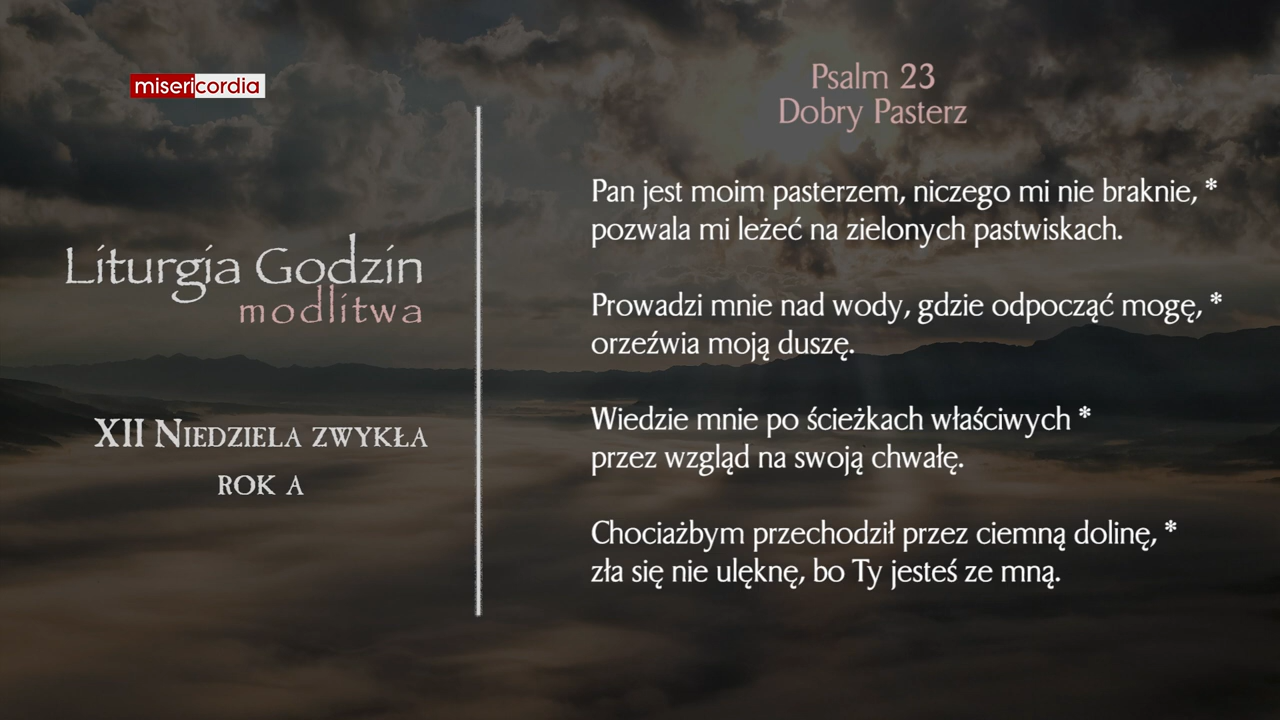 misericordia
Liturgia Godzin
modlitwa
XII Niedziela zwykła
rok a
Psalm 23
Dobry Pasterz
Pan jest moim pasterzem, niczego mi nie braknie, *
pozwala mi leżeć na zielonych pastwiskach.
Prowadzi mnie nad wody, gdzie odpocząć mogę, *
orzeźwia moją duszę.
Wiedzie mnie po ścieżkach właściwych *
przez wzgląd na swoją chwałę.
Chociażbym przechodził przez ciemną dolinę, *
zła się nie ulęknę, bo Ty jesteś ze mną.